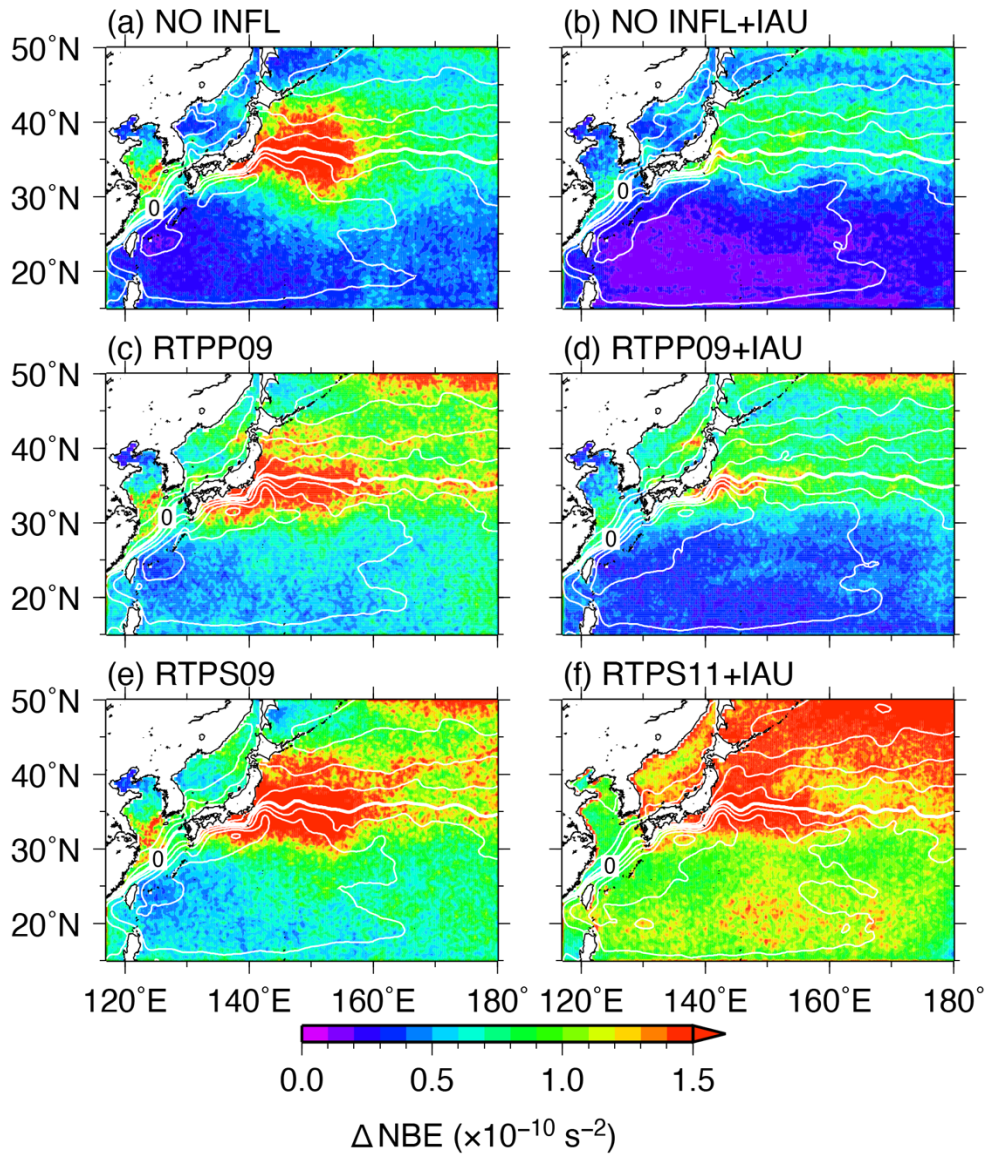 (a) NO INFL
(b) NO INFL+IAU
50°N
40°N
30°N
20°N
0
0
(c) RTPP09
(d) RTPP09+IAU
50°N
40°N
30°N
20°N
0
0
(e) RTPS09
(f) RTPS11+IAU
50°N
40°N
30°N
20°N
0
0
120°E 140°E 160°E 180°
120°E 140°E 160°E 180°
0.0 0.5 1.0 1.5
Δ NBE (×10⁻¹⁰ s⁻²)